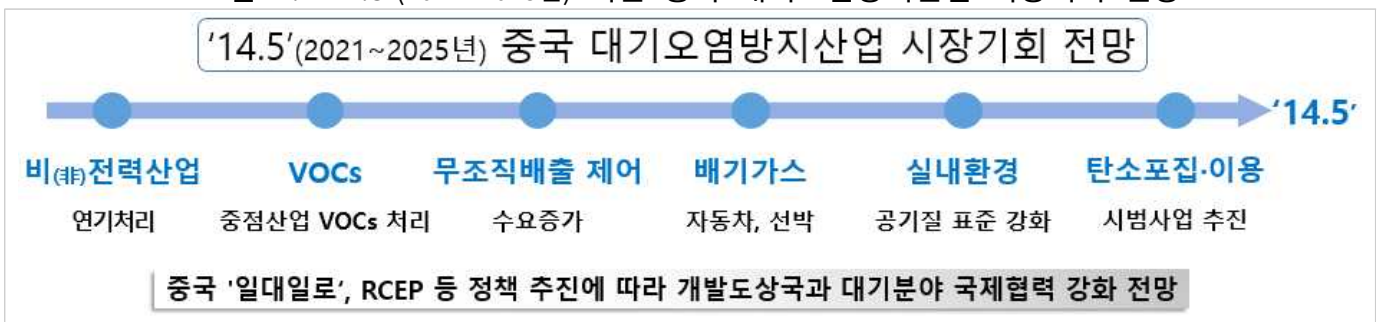 '14.5'(2021~2025년) 중국 대기오염방지산업 시장기회 전망
'14.5'
비(非)전력산업 VOCs 무조직배출 제어 배기가스 실내환경 탄소포집·이용
연기처리 중점산업 VOCs 처리 수요증가 자동차, 선박 공기질 표준 강화 시범사업 추진
중국 '일대일로', RCEP 등 정책 추진에 따라 개발도상국과 대기분야 국제협력 강화 전망